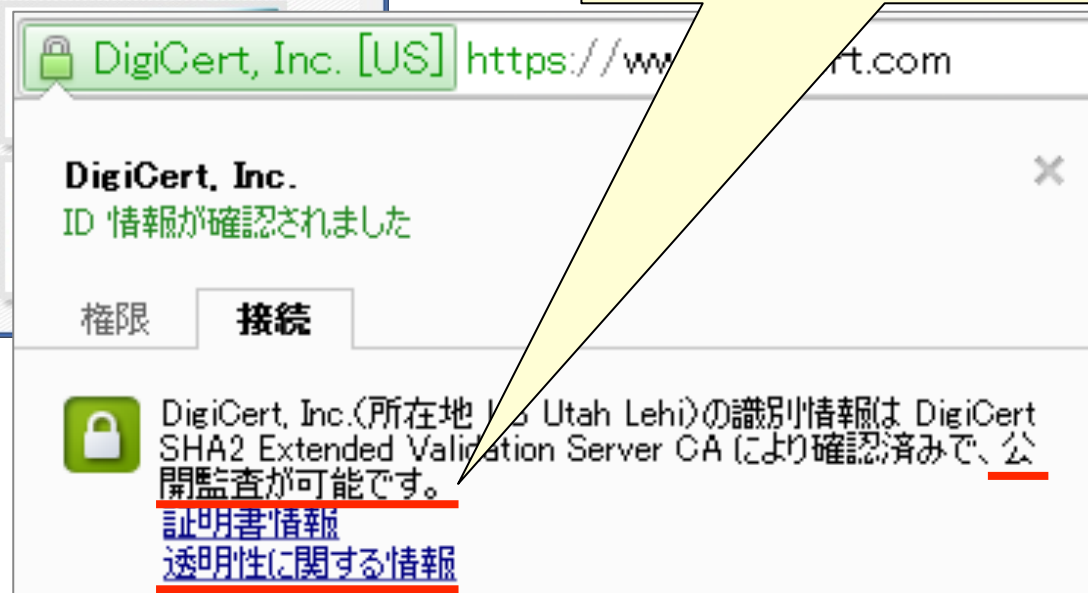 DigiCert, Inc. [US] https://ww rt.com
DigiCert, Inc.
ID 情報が確認されました
権限 接続
DigiCert, Inc.(所在地 Utah Lehi)の識別情報は DigiCert
SHA2 Extended Validation Server CA により確認済みで、公
開監査が可能です。
証明書情報
透明性に関する情報